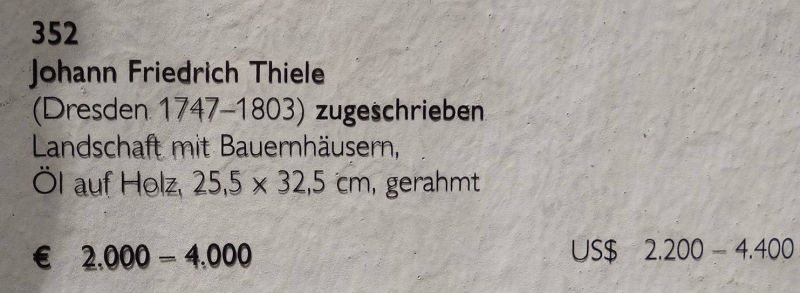 352
Johann Friedrich Thiele
(Dresden 1747–1803) zugeschrieben
Landschaft mit Bauernhäusern,
Öl auf Holz, 25,5 x 32,5 cm, gerahmt
€ 2.000 – 4.000 US$ 2.200 – 4.400